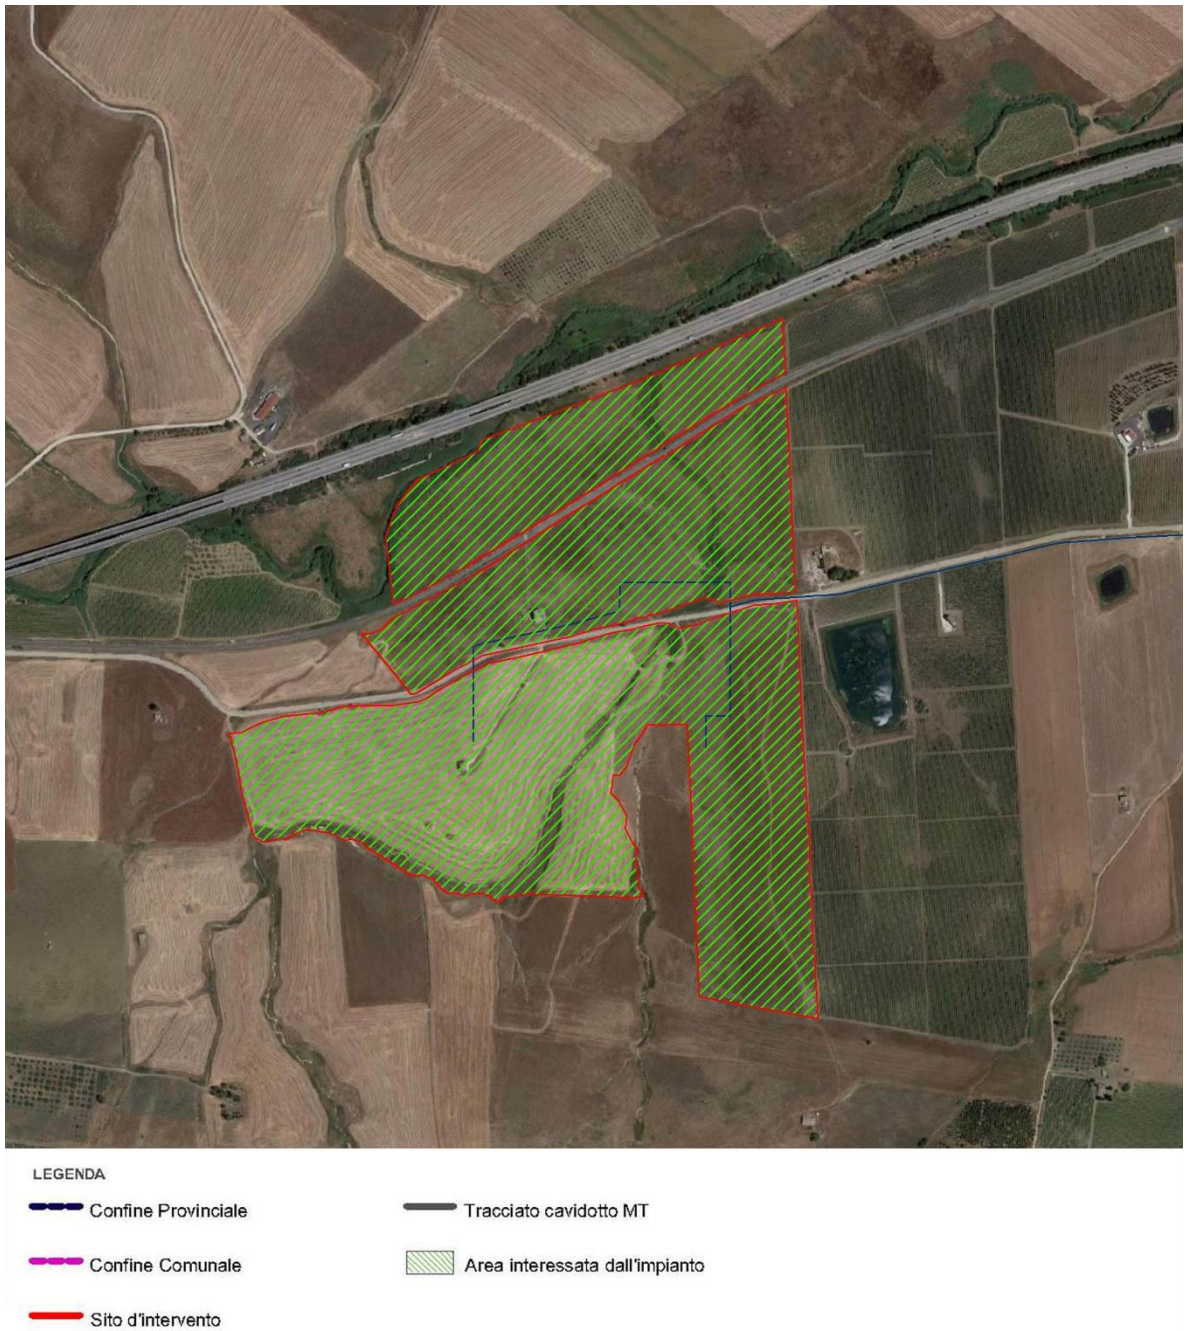 LEGENDA
Confine Provinciale
Confine Comunale
Sito d'intervento
Tracciato cavidotto MT
Area interessata dall'impianto